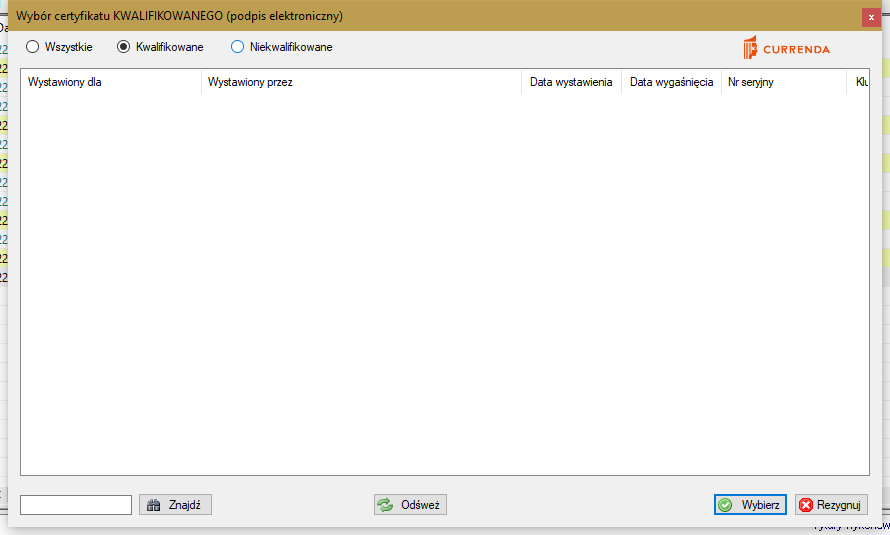 Wybór certyfikatu KWALIFIKOWANEGO (podpis elektroniczny)
Wszystkie Kwalifikowane Niekwalifikowane
CURRENDA
Wystawiony dla Wystawiony przez Data wystawienia Data wygaśnięcia Nr seryjny
Znajdź Odśwież Wybierz Rezygnuj